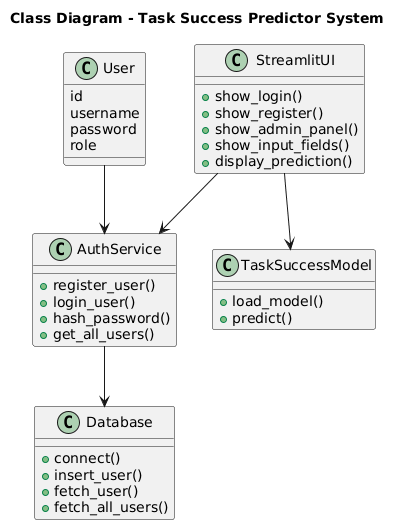 Class Diagram - Task Success Predictor System
C User
id
username
password
role
C StreamlitUI
show_login()
show_register()
show_admin_panel()
show_input_fields()
display_prediction()
C AuthService
register_user()
login_user()
hash_password()
get_all_users()
C TaskSuccessModel
load_model()
predict()
C Database
connect()
insert_user()
fetch_user()
fetch_all_users()